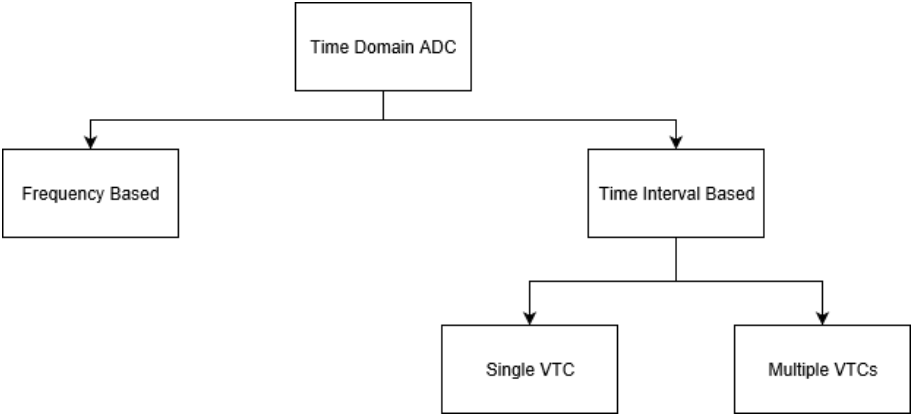 Time Domain ADC
Frequency Based
Time Interval Based
Single VTC
Multiple VTCs